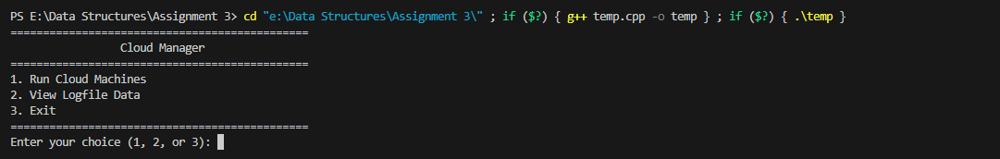 PS E:\Data Structures\Assignment 3> cd "e:\Data Structures\Assignment 3\" ; if ($?) { g++ temp.cpp -o temp } ; if ($?) { .\temp }
==============================================
Cloud Manager
==============================================
1. Run Cloud Machines
2. View Logfile Data
3. Exit
==============================================
Enter your choice (1, 2, or 3):